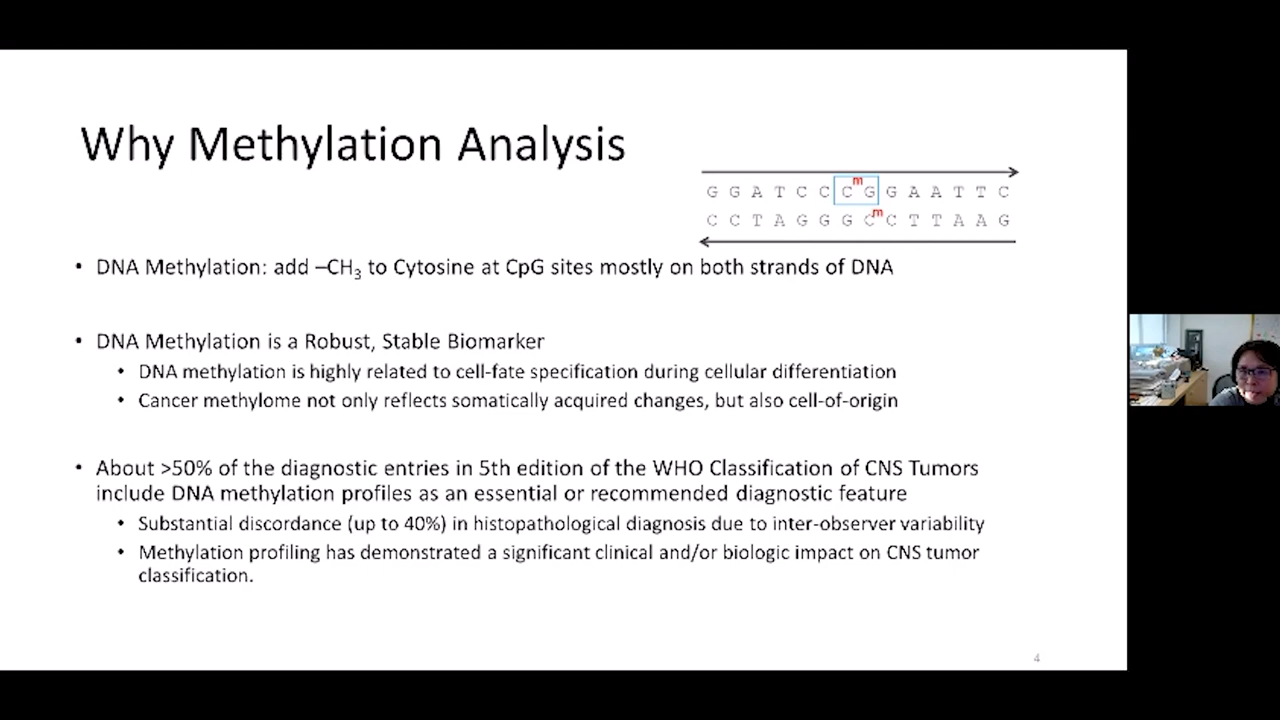 Why Methylation Analysis
m
G G A T C C C G G A A T T C
m
C C T A G G G C C T T A A G
• DNA Methylation: add –CH3 to Cytosine at CpG sites mostly on both strands of DNA
• DNA Methylation is a Robust, Stable Biomarker
• DNA methylation is highly related to cell-fate specification during cellular differentiation
• Cancer methylome not only reflects somatically acquired changes, but also cell-of-origin
• About >50% of the diagnostic entries in 5th edition of the WHO Classification of CNS Tumors
include DNA methylation profiles as an essential or recommended diagnostic feature
• Substantial discordance (up to 40%) in histopathological diagnosis due to inter-observer variability
• Methylation profiling has demonstrated a significant clinical and/or biologic impact on CNS tumor
classification.
4